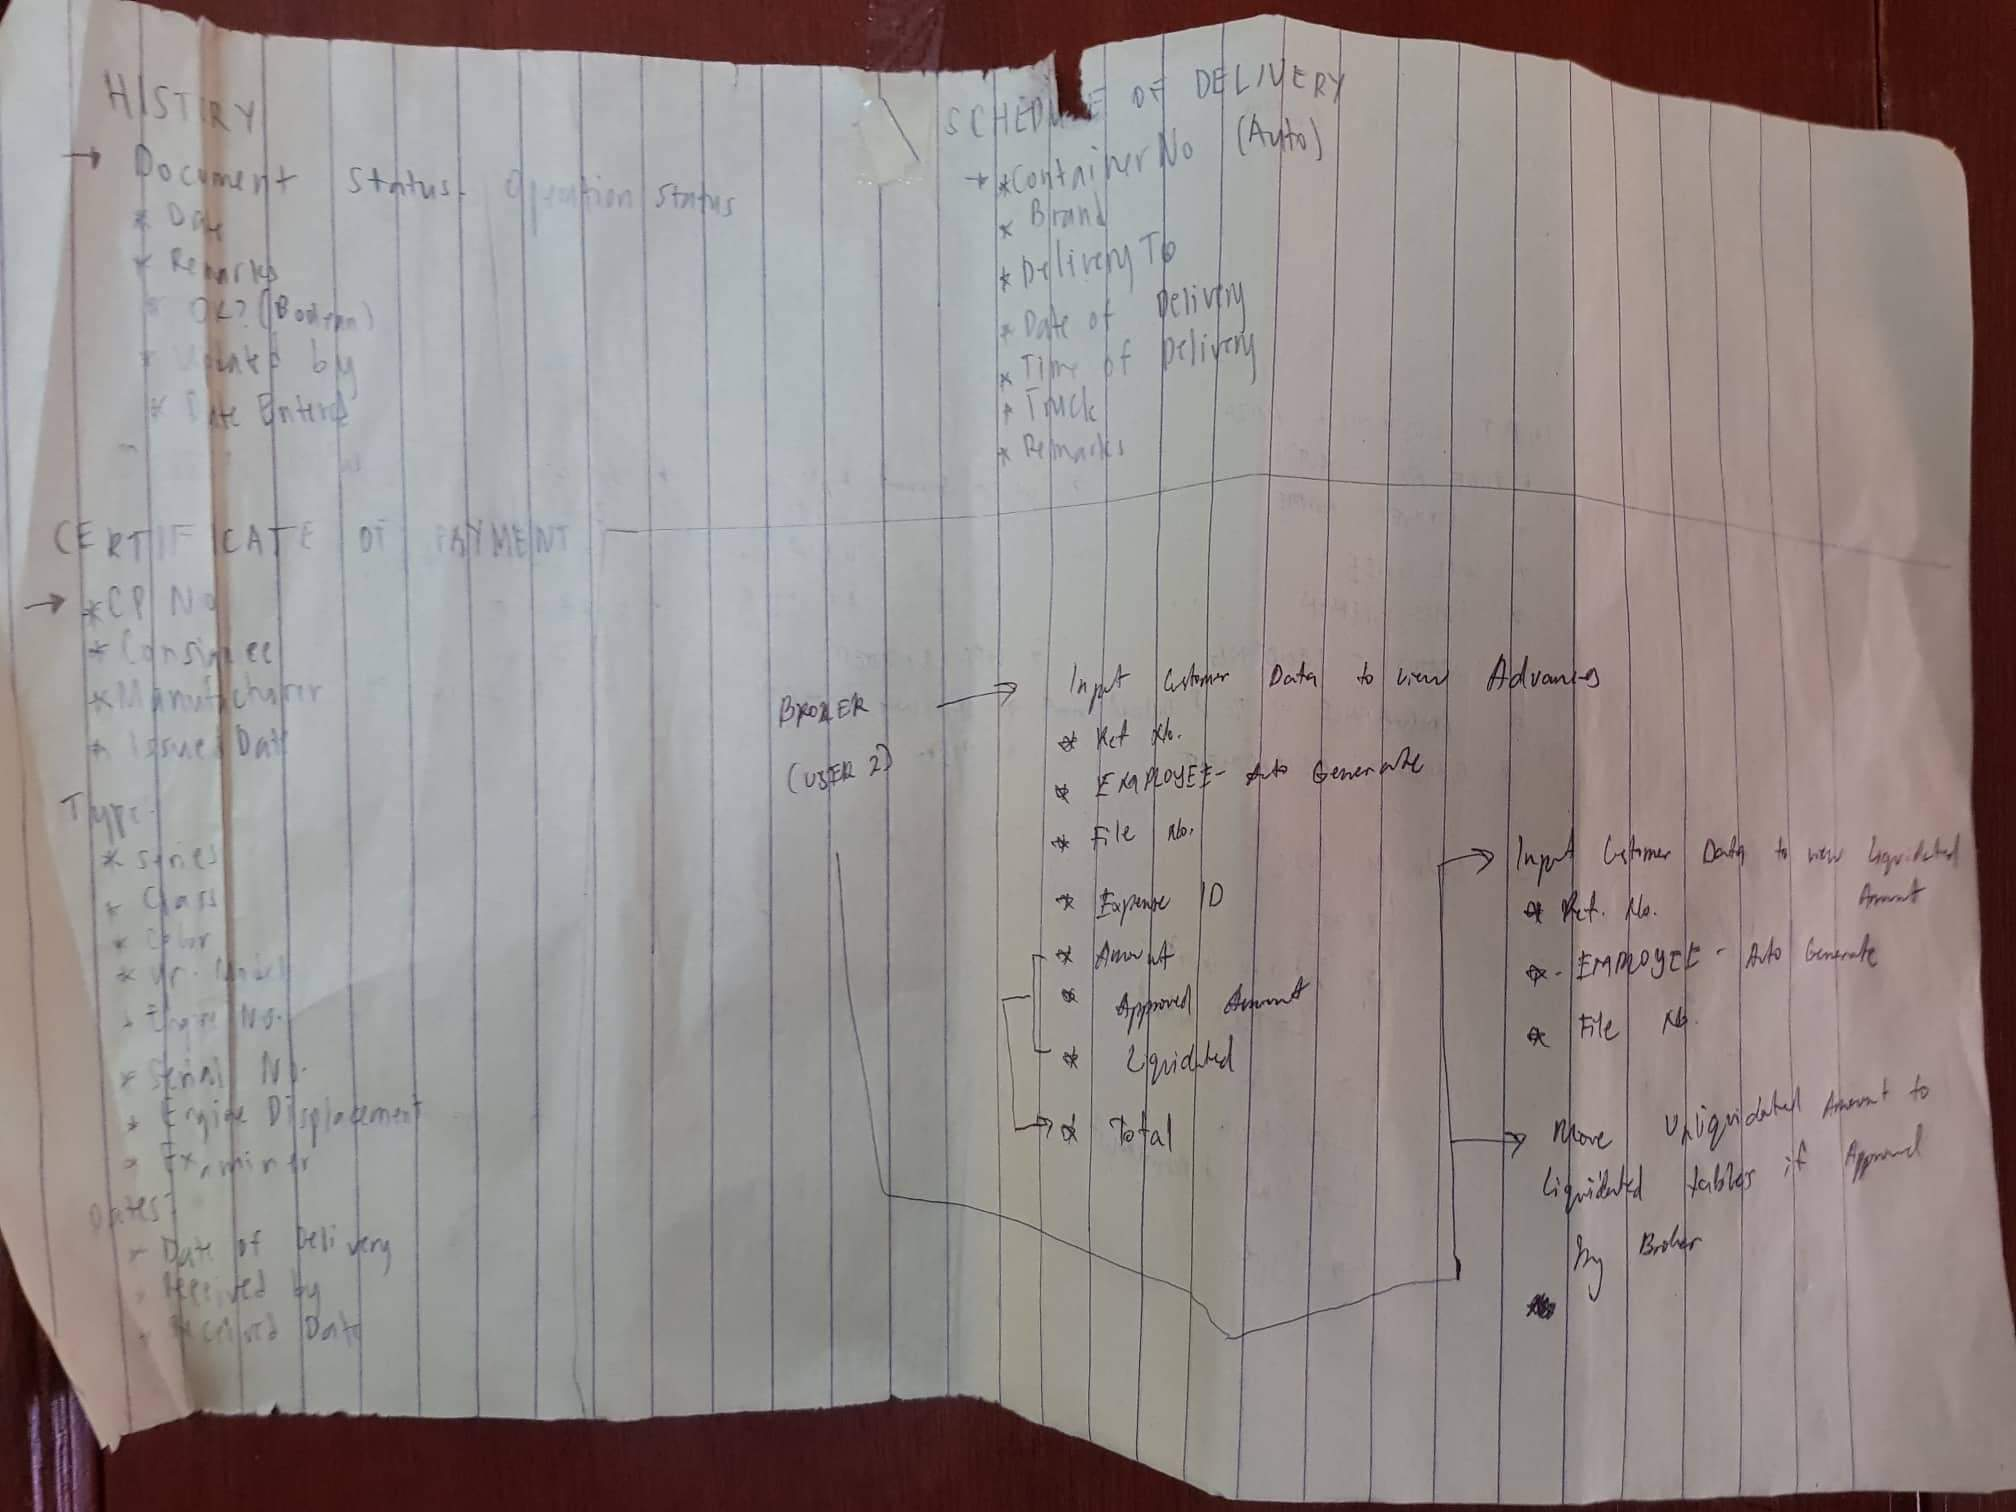 HISTORY
→ Document Status - Operation Status
* Date
* Remarks
* OK? (Boolean)
* Updated by
* Date Entered
SCHEDULE OF DELIVERY
(Auto)
→ * Container No
* Brand
* Delivery To
* Date of Delivery
* Time of Delivery
* Truck
* Remarks
CERTIFICATE OF PAYMENT
→ * CP No
* Consignee
* Manufacturer
* Issued Date
Type:
* Series
* Class
* Color
* Yr. Model
* Engine No.
* Serial No.
* Engine Displacement
* Examiner
Dates:
* Date of Delivery
* Received by
* Received Date
BROKER
(USER 2)
→ Input Customer Data to view Advances
* Ref No.
* EMPLOYEE - Auto Generate
* File No.
* Expense ID
* Amount
* Approved Amount
* Liquidated
* Total
→ Input Customer Data to view Liquidated
Amount
* Ref. No.
* - EMPLOYEE - Auto Generate
* File No.
→ Move Unliquidated Amount to
Liquidated tables if Approved
by Broker